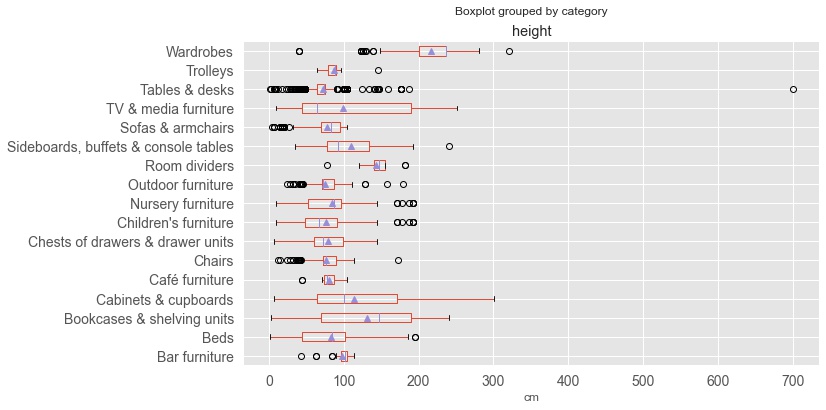 Boxplot grouped by category
height
Wardrobes
Trolleys
Tables & desks
TV & media furniture
Sofas & armchairs
Sideboards, buffets & console tables
Room dividers
Outdoor furniture
Nursery furniture
Children's furniture
Chests of drawers & drawer units
Chairs
Café furniture
Cabinets & cupboards
Bookcases & shelving units
Beds
Bar furniture
0 100 200 300 400 500 600 700
cm